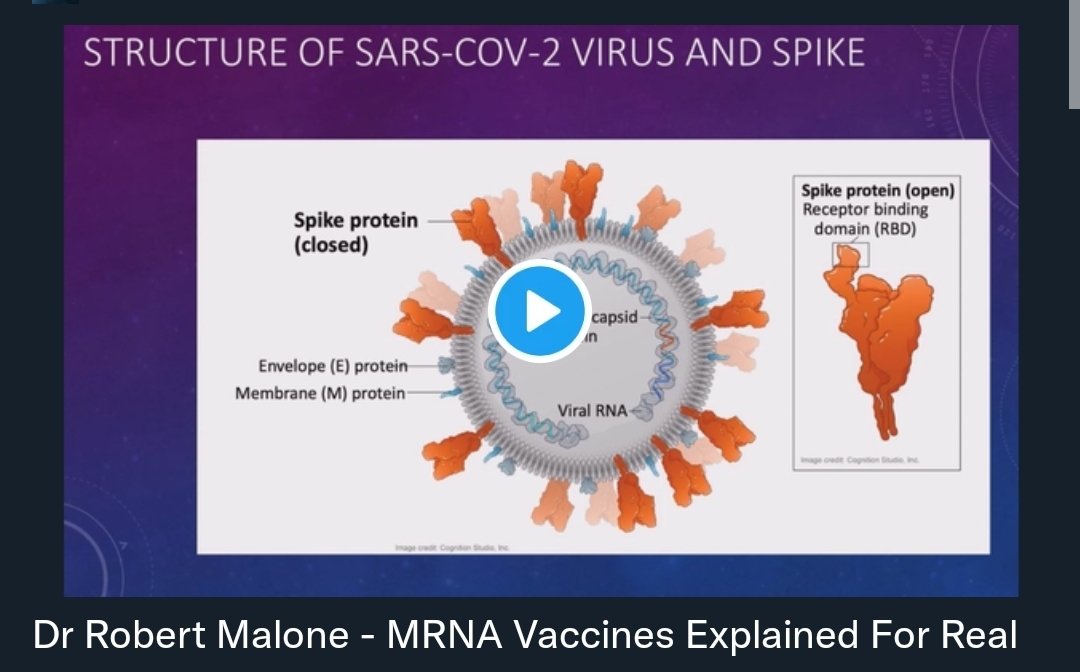 STRUCTURE OF SARS-COV-2 VIRUS AND SPIKE
Spike protein
(closed)
Envelope (E) protein
Membrane (M) protein
capsid
in
Viral RNA
Spike protein (open)
Receptor binding
domain (RBD)
Image credit: Cognition Studio, Inc.
Image credit: Cognition Studio, Inc.
Dr Robert Malone - MRNA Vaccines Explained For Real